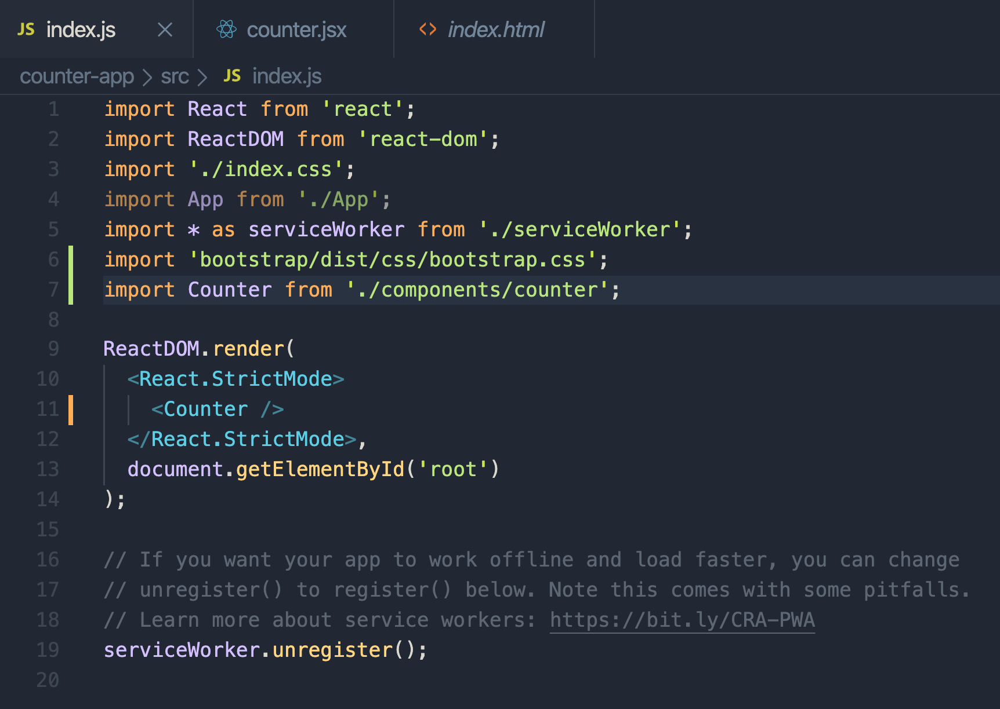 JS index.js counter.jsx <> index.html
counter-app > src > JS index.js
1 import React from 'react';
2 import ReactDOM from 'react-dom';
3 import './index.css';
4 import App from './App';
5 import * as serviceWorker from './serviceWorker';
6 import 'bootstrap/dist/css/bootstrap.css';
7 import Counter from './components/counter';
8
9 ReactDOM.render(
10 <React.StrictMode>
11 <Counter />
12 </React.StrictMode>,
13 document.getElementById('root')
14 );
15
16 // If you want your app to work offline and load faster, you can change
17 // unregister() to register() below. Note this comes with some pitfalls.
18 // Learn more about service workers: https://bit.ly/CRA-PWA
19 serviceWorker.unregister();
20